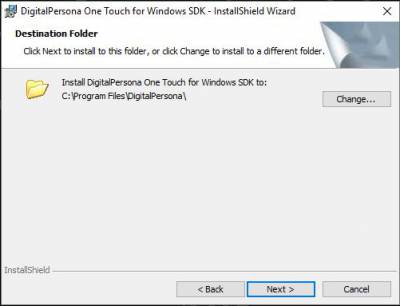 DigitalPersona One Touch for Windows SDK - InstallShield Wizard
Destination Folder
Click Next to install to this folder, or click Change to install to a different folder.
Install DigitalPersona One Touch for Windows SDK to:
C:\Program Files\DigitalPersona\
Change...
InstallShield
< Back
Next >
Cancel